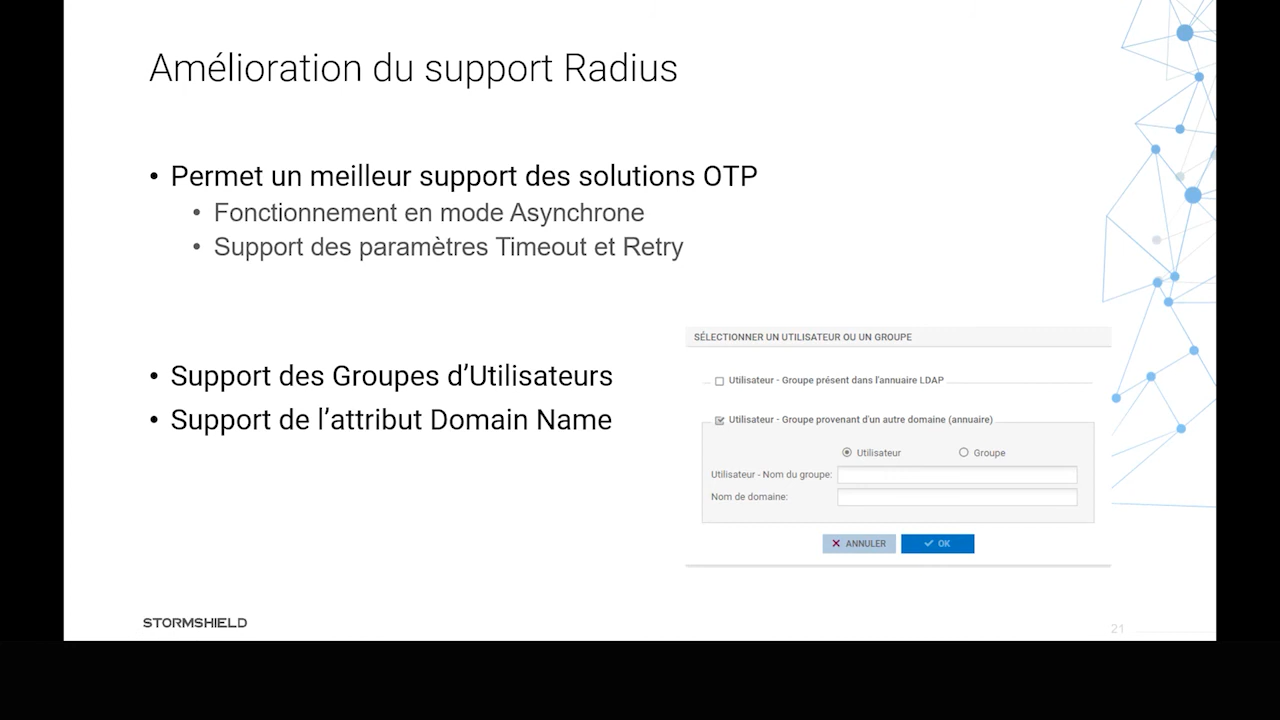 Amélioration du support Radius
• Permet un meilleur support des solutions OTP
• Fonctionnement en mode Asynchrone
• Support des paramètres Timeout et Retry
• Support des Groupes d’Utilisateurs
• Support de l’attribut Domain Name
SÉLECTIONNER UN UTILISATEUR OU UN GROUPE
Utilisateur - Groupe présent dans l'annuaire LDAP
Utilisateur - Groupe provenant d'un autre domaine (annuaire)
Utilisateur Groupe
Utilisateur - Nom du groupe:
Nom de domaine:
ANNULER OK
STORMSHIELD
21